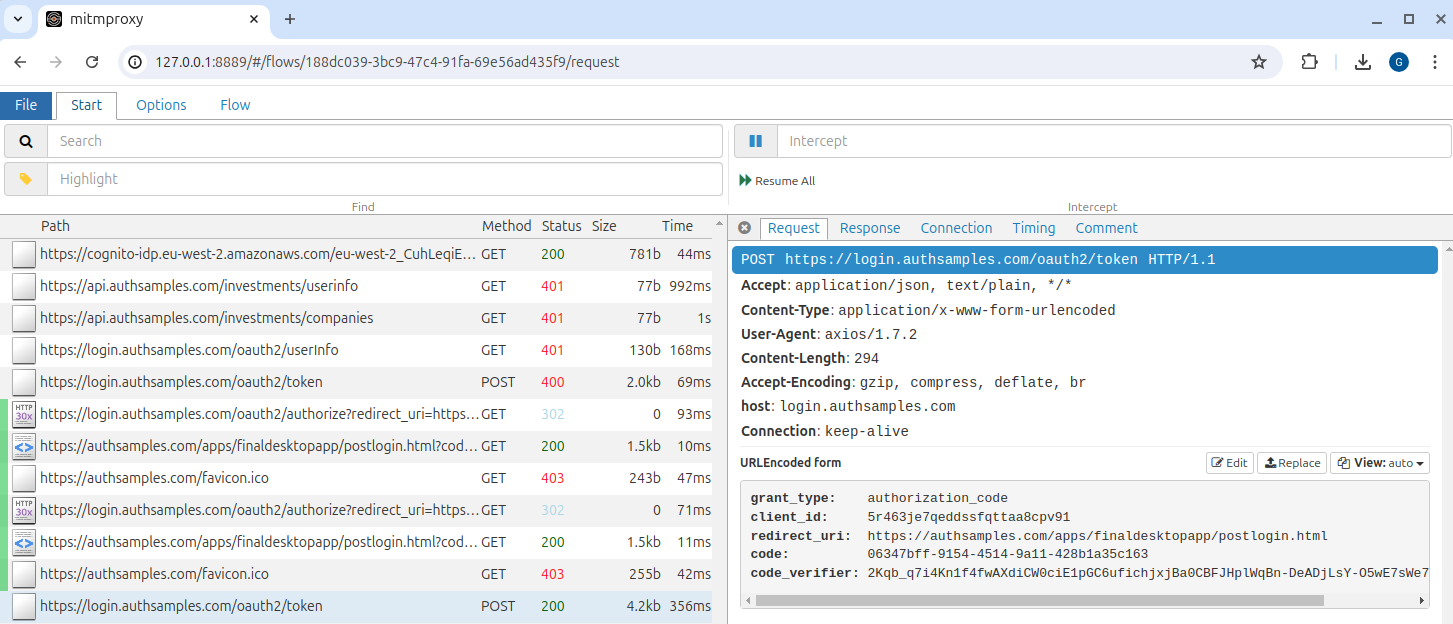 mitmproxy
127.0.0.1:8889/#/flows/188dc039-3bc9-47c4-91fa-69e56ad435f9/request
G
File Start Options Flow
Search
Intercept
Highlight
Resume All
Find
Intercept
Path Method Status Size Time
https://cognito-idp.eu-west-2.amazonaws.com/eu-west-2_CuhLeqiE... GET 200 781b 44ms
https://api.authsamples.com/investments/userinfo GET 401 77b 992ms
https://api.authsamples.com/investments/companies GET 401 77b 1s
https://login.authsamples.com/oauth2/userInfo GET 401 130b 168ms
https://login.authsamples.com/oauth2/token POST 400 2.0kb 69ms
HTTP 30x https://login.authsamples.com/oauth2/authorize?redirect_uri=https... GET 302 0 93ms
https://authsamples.com/apps/finaldesktopapp/postlogin.html?cod... GET 200 1.5kb 10ms
https://authsamples.com/favicon.ico GET 403 243b 47ms
HTTP 30x https://login.authsamples.com/oauth2/authorize?redirect_uri=https... GET 302 0 71ms
https://authsamples.com/apps/finaldesktopapp/postlogin.html?cod... GET 200 1.5kb 11ms
https://authsamples.com/favicon.ico GET 403 255b 42ms
https://login.authsamples.com/oauth2/token POST 200 4.2kb 356ms
Request Response Connection Timing Comment
POST https://login.authsamples.com/oauth2/token HTTP/1.1
Accept: application/json, text/plain, */*
Content-Type: application/x-www-form-urlencoded
User-Agent: axios/1.7.2
Content-Length: 294
Accept-Encoding: gzip, compress, deflate, br
host: login.authsamples.com
Connection: keep-alive
URLEncoded form Edit Replace View: auto
grant_type: authorization_code
client_id: 5r463je7qeddssfqttaa8cpv91
redirect_uri: https://authsamples.com/apps/finaldesktopapp/postlogin.html
code: 06347bff-9154-4514-9a11-428b1a35c163
code_verifier: 2Kqb_q7i4Kn1f4fwAXdiCW0ciE1pGC6ufichjxjBa0CBFJHplWqBn-DeADjLsY-O5wE7sWe7